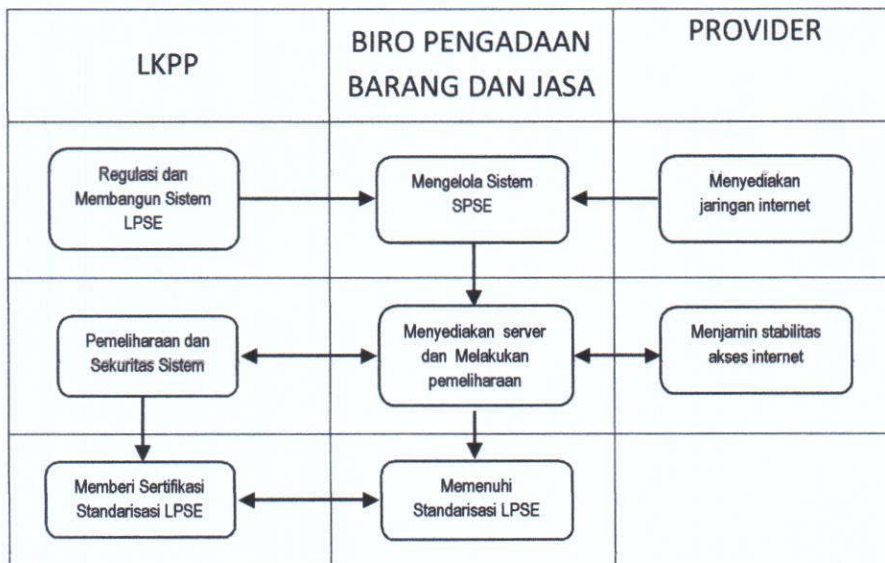 LKPP
BIRO PENGADAAN
BARANG DAN JASA
PROVIDER
Regulasi dan
Membangun Sistem
LPSE
Mengelola Sistem
SPSE
Menyediakan
jaringan internet
Pemeliharaan dan
Sekuritas Sistem
Menyediakan server
dan Melakukan
pemeliharaan
Menjamin stabilitas
akses internet
Memberi Sertifikasi
Standarisasi LPSE
Memenuhi
Standarisasi LPSE